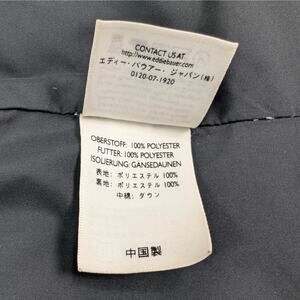 CONTACT US AT
http://www.eddiebauer.com
エディー・バウアー・ジャパン(株)
0120-07-1920
OBERSTOFF: 100% POLYESTER
FUTTER: 100% POLYESTER
ISOLIERUNG: GANSEDAUNEN
表地: ポリエステル 100%
裏地: ポリエステル 100%
中綿: ダウン
中国製